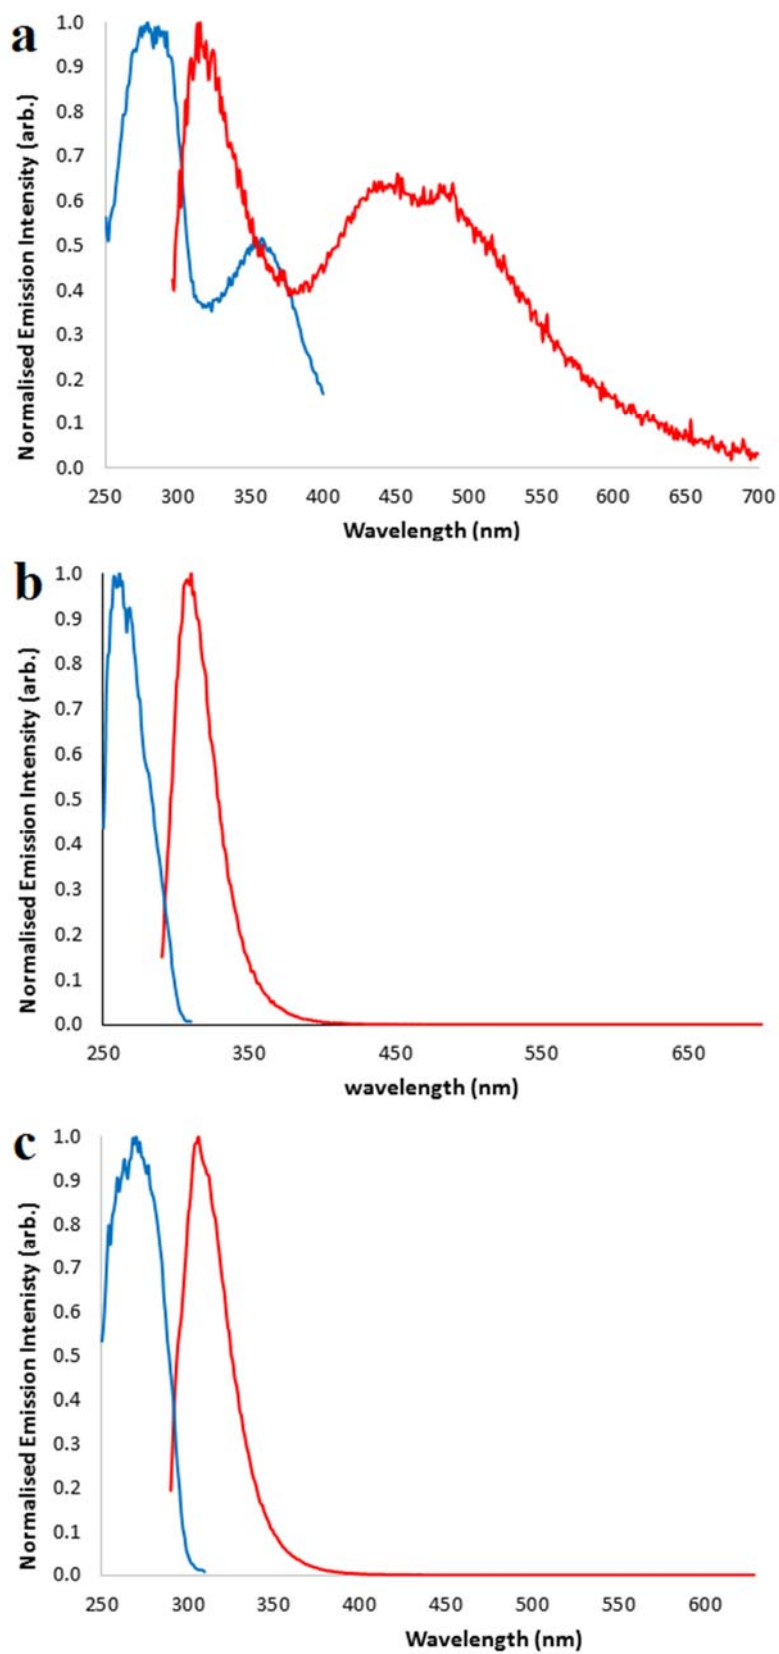 a
Normalised Emission Intensity (arb.)
1.0
0.9
0.8
0.7
0.6
0.5
0.4
0.3
0.2
0.1
0.0
250 300 350 400 450 500 550 600 650 700
Wavelength (nm)
b
Normalised Emission Intensity (arb.)
1.0
0.9
0.8
0.7
0.6
0.5
0.4
0.3
0.2
0.1
0.0
250 350 450 550 650
wavelength (nm)
c
Normalised Emission Intenisty (arb.)
1.0
0.9
0.8
0.7
0.6
0.5
0.4
0.3
0.2
0.1
0.0
250 300 350 400 450 500 550 600
Wavelength (nm)